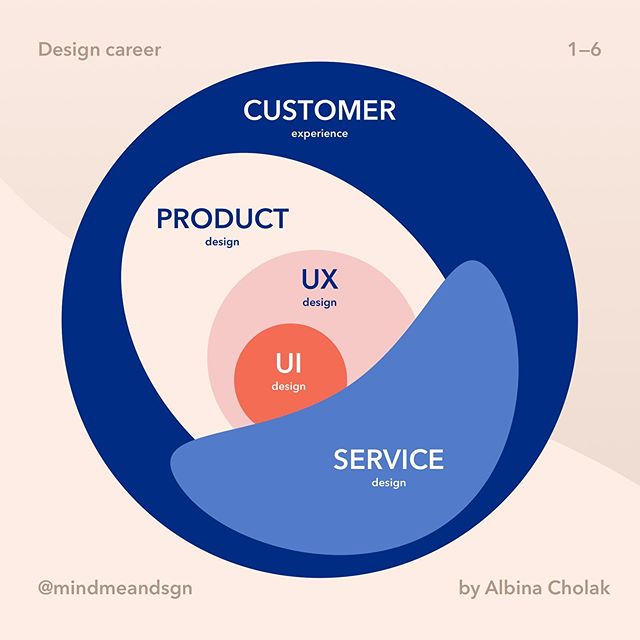 Design career
1–6
CUSTOMER
experience
PRODUCT
design
UX
design
UI
design
SERVICE
design
@mindmeandsgn
by Albina Cholak